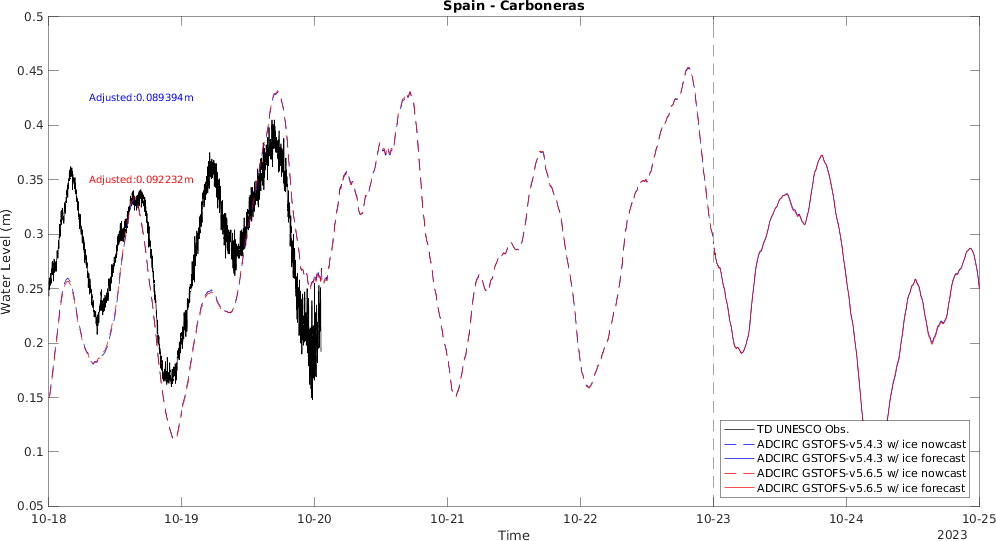 Spain - Carboneras
0.5
0.45
0.4
0.35
0.3
0.25
0.2
0.15
0.1
0.05
Water Level (m)
Adjusted:0.089394m
Adjusted:0.092232m
TD UNESCO Obs.
ADCIRC GSTOFS-v5.4.3 w/ ice nowcast
ADCIRC GSTOFS-v5.4.3 w/ ice forecast
ADCIRC GSTOFS-v5.6.5 w/ ice nowcast
ADCIRC GSTOFS-v5.6.5 w/ ice forecast
10-18 10-19 10-20 10-21 10-22 10-23 10-24 10-25
Time
2023